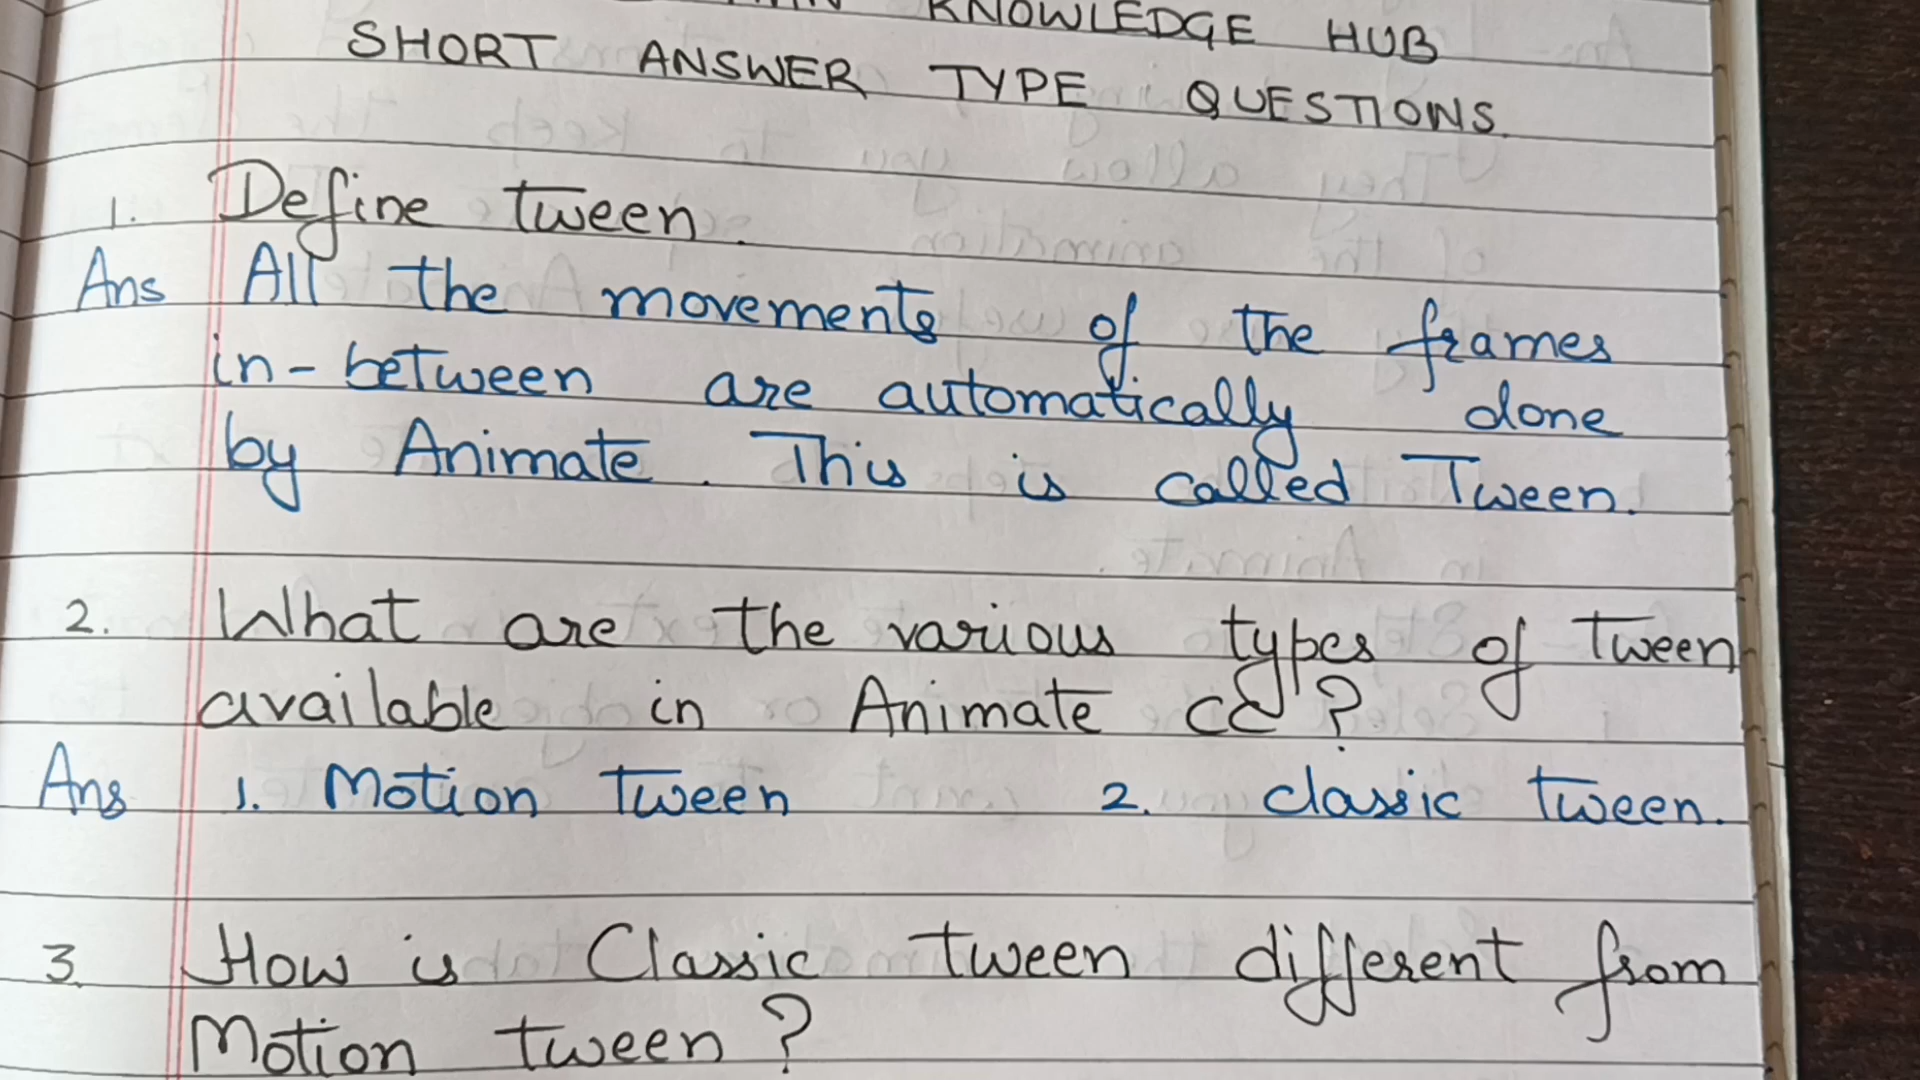 KNOWLEDGE HUB
SHORT ANSWER TYPE QUESTIONS.
1. Define tween.
Ans All the movements of the frames
in-between are automatically done
by Animate. This is called Tween.
2. What are the various types of tween
available in Animate CC?
Ans 1. Motion tween 2. classic tween.
3. How is Classic tween different from
Motion tween?